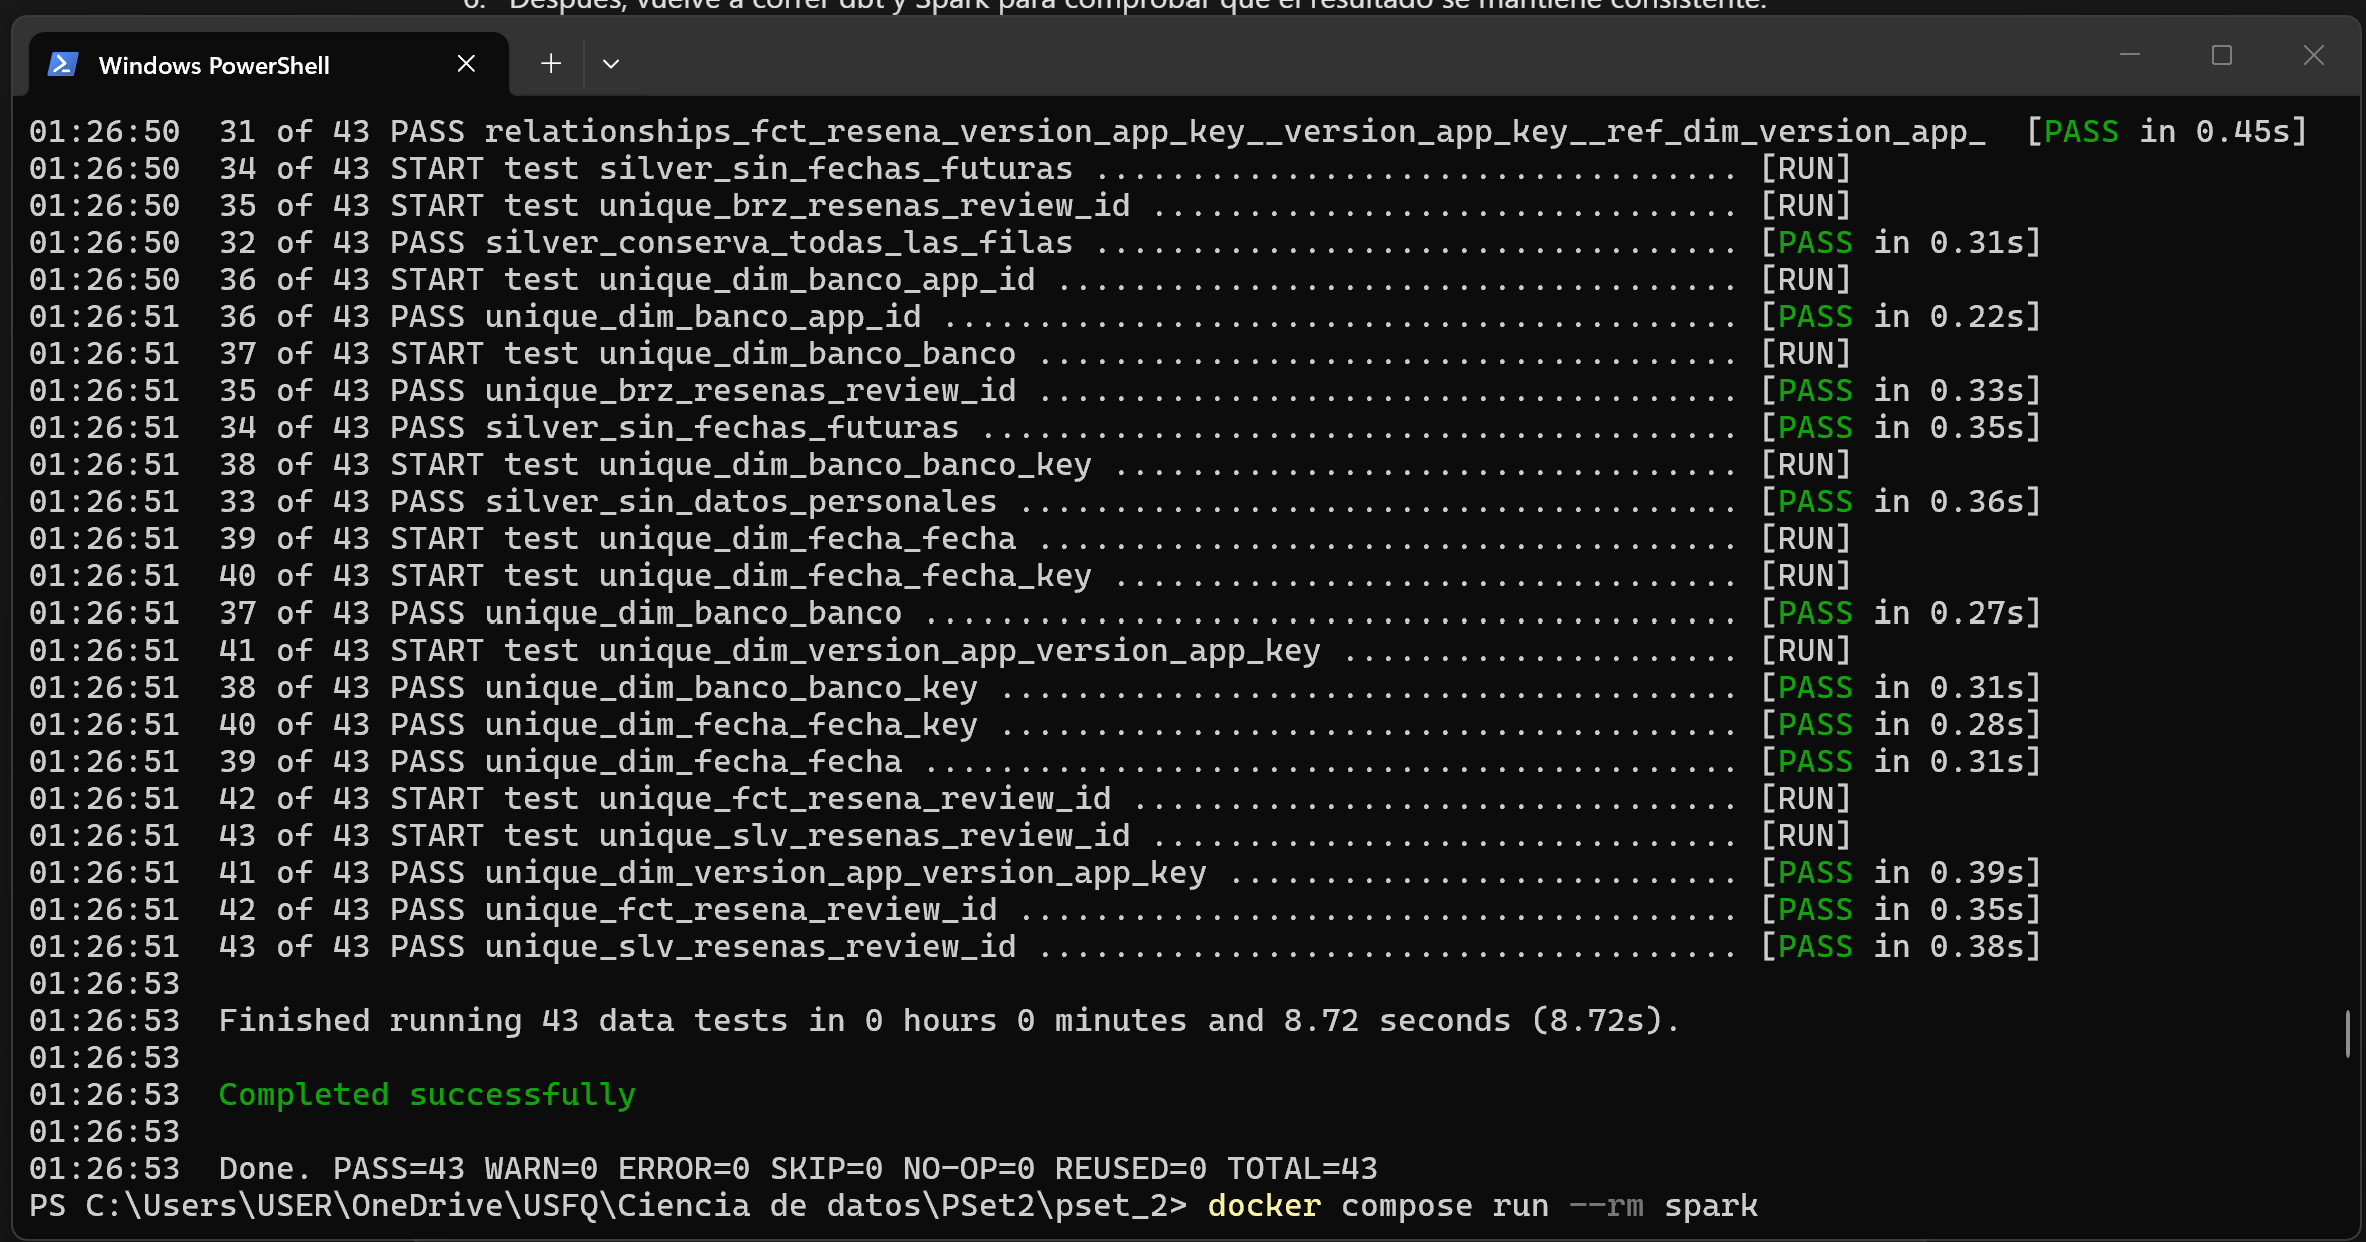 6. Después, vuelve a correr dbt y Spark para comprobar que el resultado se mantiene consistente.
Windows PowerShell
01:26:50  31 of 43 PASS relationships_fct_resena_version_app_key__version_app_key__ref_dim_version_app_  [PASS in 0.45s]
01:26:50  34 of 43 START test silver_sin_fechas_futuras .................................. [RUN]
01:26:50  35 of 43 START test unique_brz_resenas_review_id ............................... [RUN]
01:26:50  32 of 43 PASS silver_conserva_todas_las_filas .................................. [PASS in 0.31s]
01:26:50  36 of 43 START test unique_dim_banco_app_id .................................... [RUN]
01:26:51  36 of 43 PASS unique_dim_banco_app_id .......................................... [PASS in 0.22s]
01:26:51  37 of 43 START test unique_dim_banco_banco ..................................... [RUN]
01:26:51  35 of 43 PASS unique_brz_resenas_review_id ..................................... [PASS in 0.33s]
01:26:51  34 of 43 PASS silver_sin_fechas_futuras ........................................ [PASS in 0.35s]
01:26:51  38 of 43 START test unique_dim_banco_banco_key ................................. [RUN]
01:26:51  33 of 43 PASS silver_sin_datos_personales ...................................... [PASS in 0.36s]
01:26:51  39 of 43 START test unique_dim_fecha_fecha ..................................... [RUN]
01:26:51  40 of 43 START test unique_dim_fecha_fecha_key ................................. [RUN]
01:26:51  37 of 43 PASS unique_dim_banco_banco ........................................... [PASS in 0.27s]
01:26:51  41 of 43 START test unique_dim_version_app_version_app_key ..................... [RUN]
01:26:51  38 of 43 PASS unique_dim_banco_banco_key ....................................... [PASS in 0.31s]
01:26:51  40 of 43 PASS unique_dim_fecha_fecha_key ....................................... [PASS in 0.28s]
01:26:51  39 of 43 PASS unique_dim_fecha_fecha ........................................... [PASS in 0.31s]
01:26:51  42 of 43 START test unique_fct_resena_review_id ................................ [RUN]
01:26:51  43 of 43 START test unique_slv_resenas_review_id ............................... [RUN]
01:26:51  41 of 43 PASS unique_dim_version_app_version_app_key ........................... [PASS in 0.39s]
01:26:51  42 of 43 PASS unique_fct_resena_review_id ...................................... [PASS in 0.35s]
01:26:51  43 of 43 PASS unique_slv_resenas_review_id ..................................... [PASS in 0.38s]
01:26:53
01:26:53  Finished running 43 data tests in 0 hours 0 minutes and 8.72 seconds (8.72s).
01:26:53
01:26:53  Completed successfully
01:26:53
01:26:53  Done. PASS=43 WARN=0 ERROR=0 SKIP=0 NO-OP=0 REUSED=0 TOTAL=43
PS C:\Users\USER\OneDrive\USFQ\Ciencia de datos\PSet2\pset_2> docker compose run --rm spark